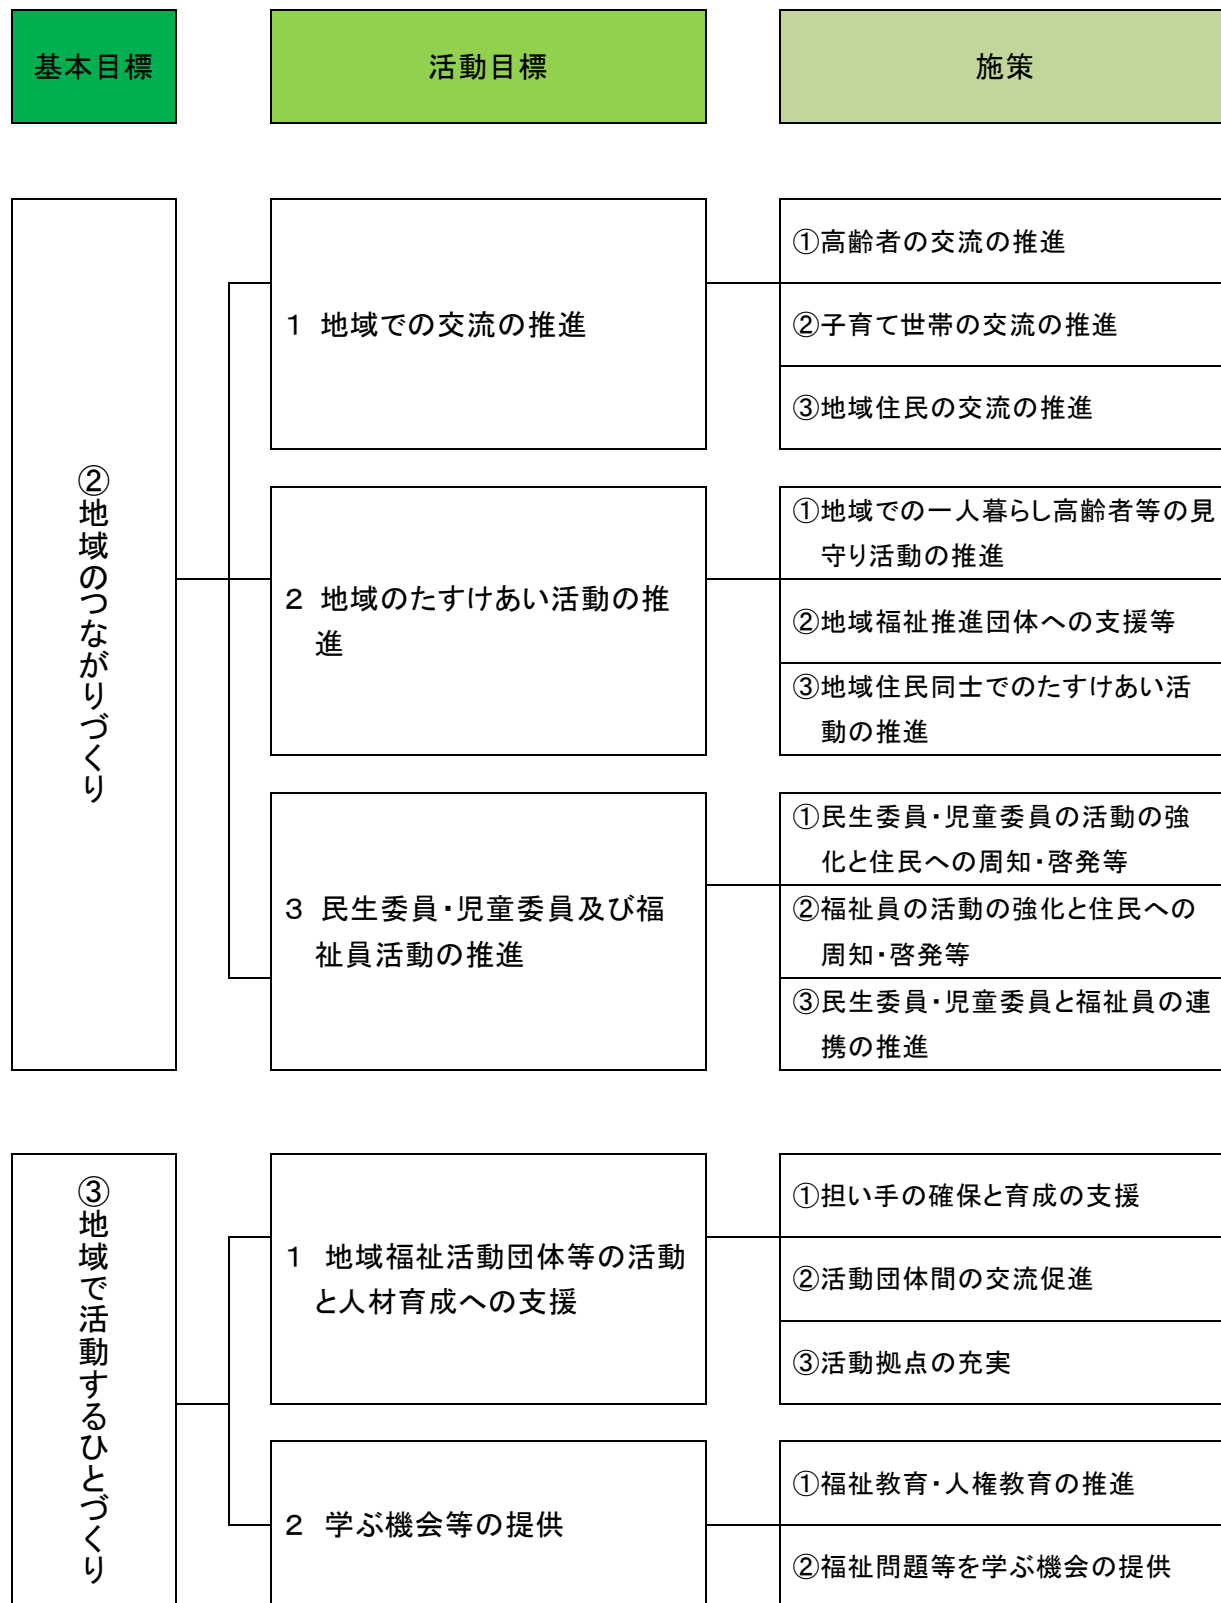 基本目標
活動目標
施策
②地域のつながりづくり
１ 地域での交流の推進
①高齢者の交流の推進
②子育て世帯の交流の推進
③地域住民の交流の推進
２ 地域のたすけあい活動の推
進
①地域での一人暮らし高齢者等の見
守り活動の推進
②地域福祉推進団体への支援等
③地域住民同士でのたすけあい活
動の推進
３ 民生委員・児童委員及び福
祉員活動の推進
①民生委員・児童委員の活動の強
化と住民への周知・啓発等
②福祉員の活動の強化と住民への
周知・啓発等
③民生委員・児童委員と福祉員の連
携の推進
③地域で活動するひとづくり
１ 地域福祉活動団体等の活動
と人材育成への支援
①担い手の確保と育成の支援
②活動団体間の交流促進
③活動拠点の充実
２ 学ぶ機会等の提供
①福祉教育・人権教育の推進
②福祉問題等を学ぶ機会の提供